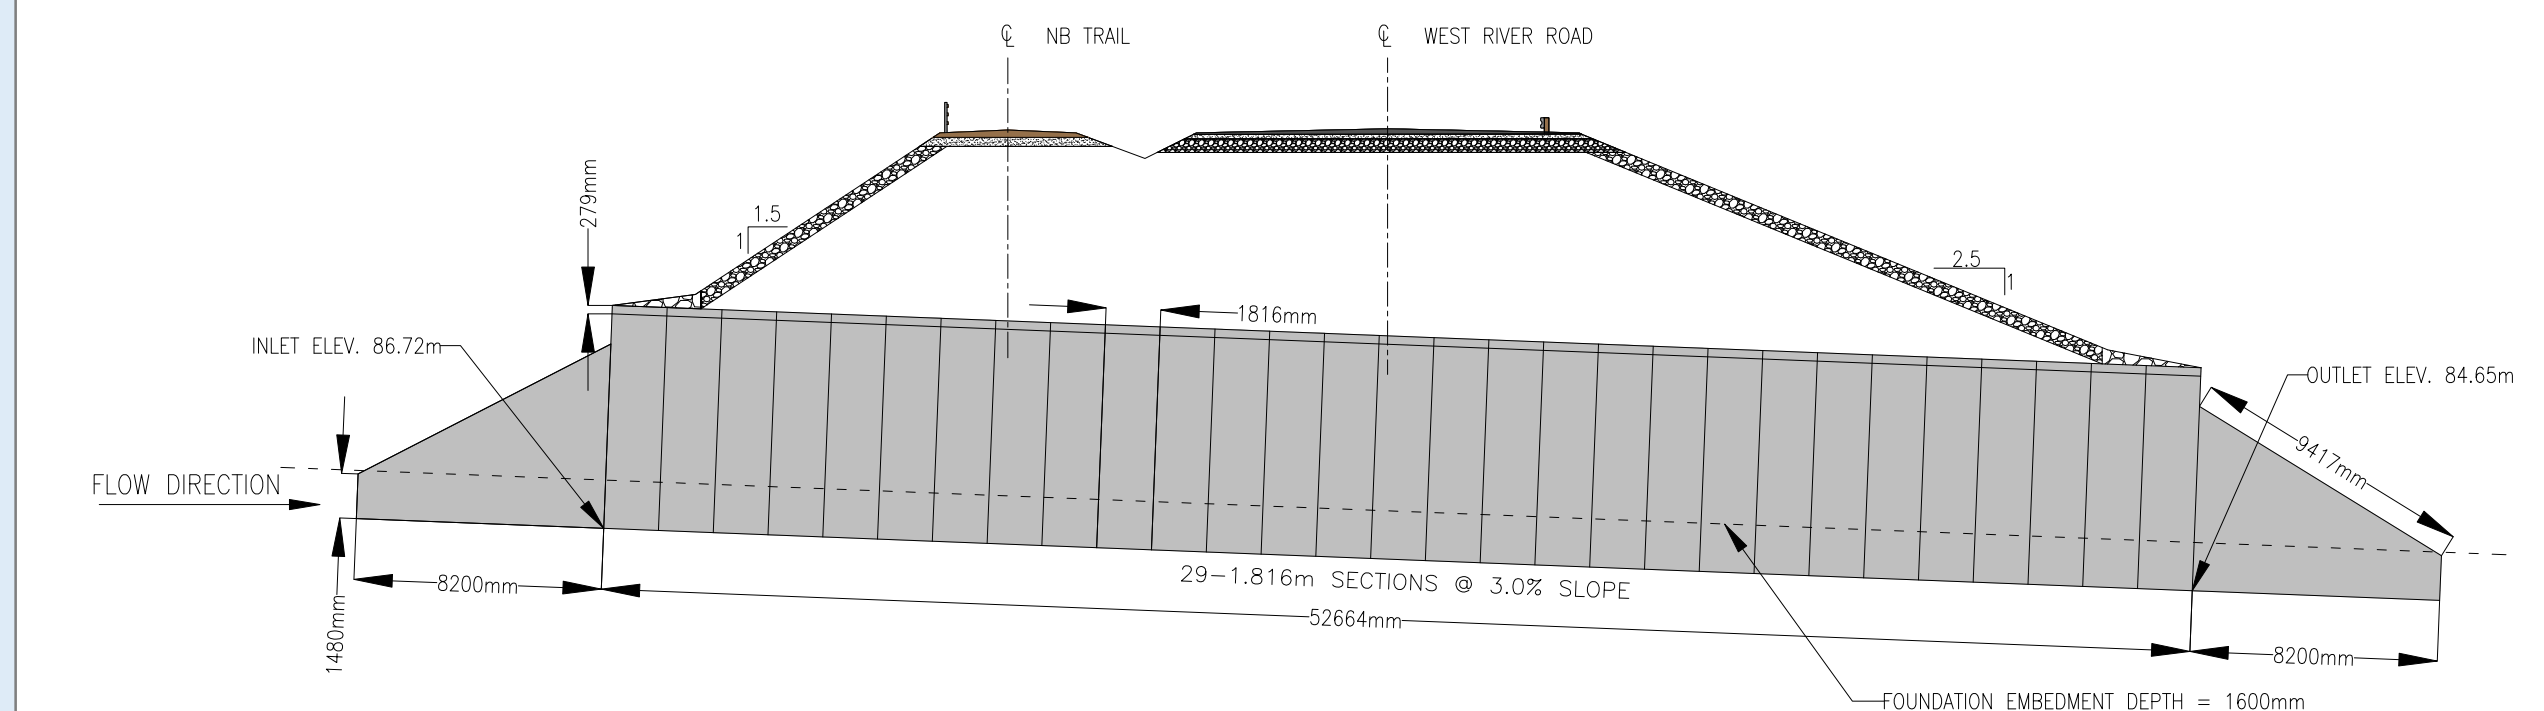 ℄ NB TRAIL
℄ WEST RIVER ROAD
279mm
1.5
1
2.5
1
1816mm
INLET ELEV. 86.72m
OUTLET ELEV. 84.65m
9417mm
FLOW DIRECTION
8200mm
29-1.816m SECTIONS @ 3.0% SLOPE
52664mm
1480mm
8200mm
FOUNDATION EMBEDMENT DEPTH = 1600mm